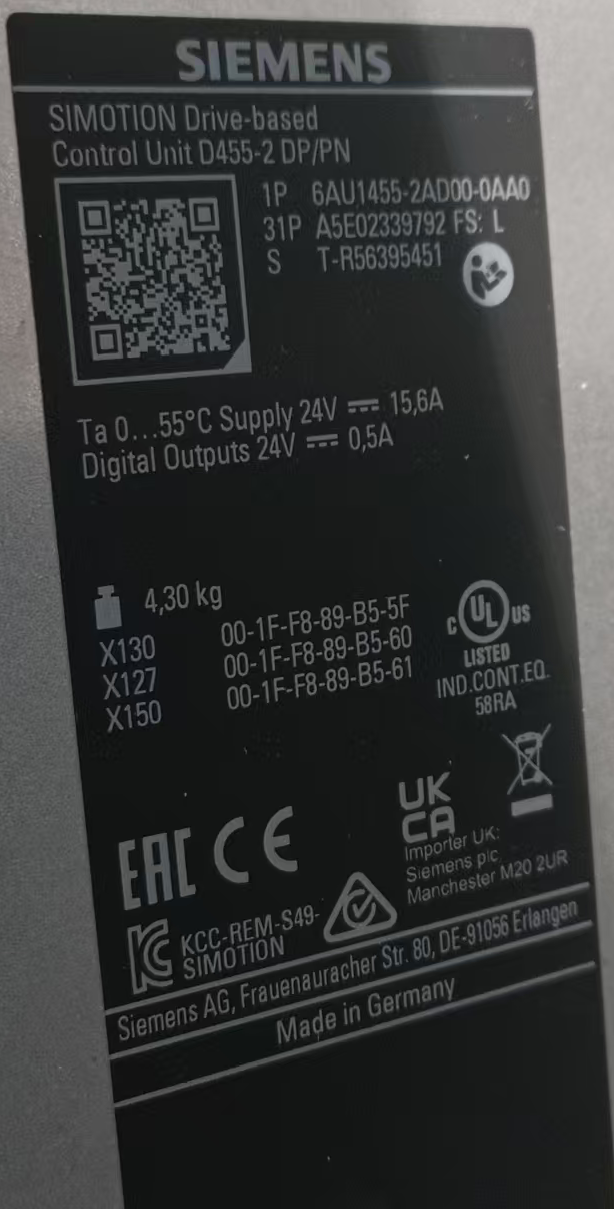 SIEMENS
SIMOTION Drive-based
Control Unit D455-2 DP/PN
1P 6AU1455-2AD00-0AA0
31P A5E02339792 FS: L
S T-R56395451
Ta 0...55°C Supply 24V 15,6A
Digital Outputs 24V 0,5A
4,30 kg
X130 00-1F-F8-89-B5-5F
X127 00-1F-F8-89-B5-60
X150 00-1F-F8-89-B5-61
C UL US
LISTED
IND.CONT.EQ.
58RA
EAC CE
UK
CA
Importer UK:
Siemens plc
Manchester M20 2UR
KCC-REM-S49-
SIMOTION
Siemens AG, Frauenauracher Str. 80, DE-91056 Erlangen
Made in Germany